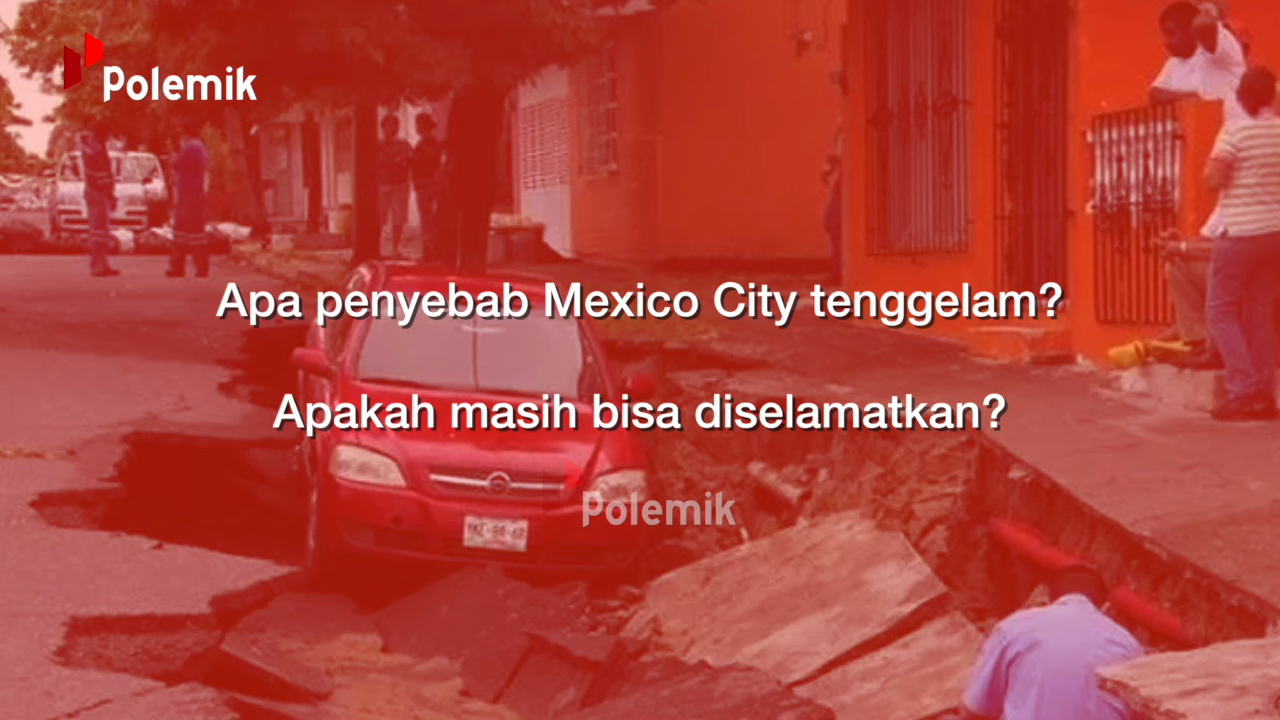 Polemik
Apa penyebab Mexico City tenggelam?
Apakah masih bisa diselamatkan?
Polemik